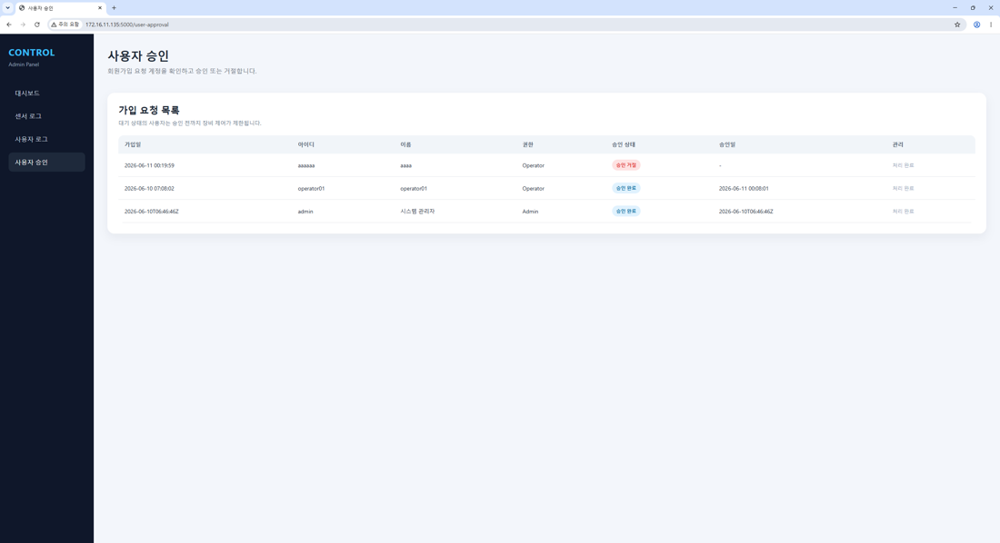 사용자 승인
주의 요함
172.16.11.135:5000/user-approval
CONTROL
Admin Panel
대시보드
센서 로그
사용자 로그
사용자 승인
사용자 승인
회원가입 요청 계정을 확인하고 승인 또는 거절합니다.
가입 요청 목록
대기 상태의 사용자는 승인 전까지 장비 제어가 제한됩니다.
가입일 아이디 이름 권한 승인 상태 승인일 관리
2026-06-11 00:19:59 aaaaaa aaaa Operator 승인 거절 - 처리 완료
2026-06-10 07:08:02 operator01 operator01 Operator 승인 완료 2026-06-11 00:08:01 처리 완료
2026-06-10T06:46:46Z admin 시스템 관리자 Admin 승인 완료 2026-06-10T06:46:46Z 처리 완료